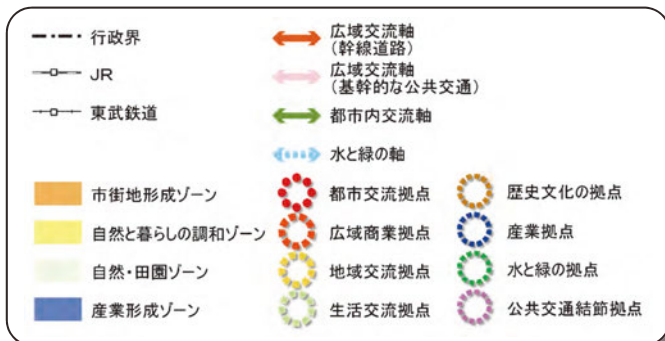 行政界
JR
東武鉄道
広域交流軸
(幹線道路)
広域交流軸
(基幹的な公共交通)
都市内交流軸
水と緑の軸
市街地形成ゾーン
自然と暮らしの調和ゾーン
自然・田園ゾーン
産業形成ゾーン
都市交流拠点
広域商業拠点
地域交流拠点
生活交流拠点
歴史文化の拠点
産業拠点
水と緑の拠点
公共交通結節拠点